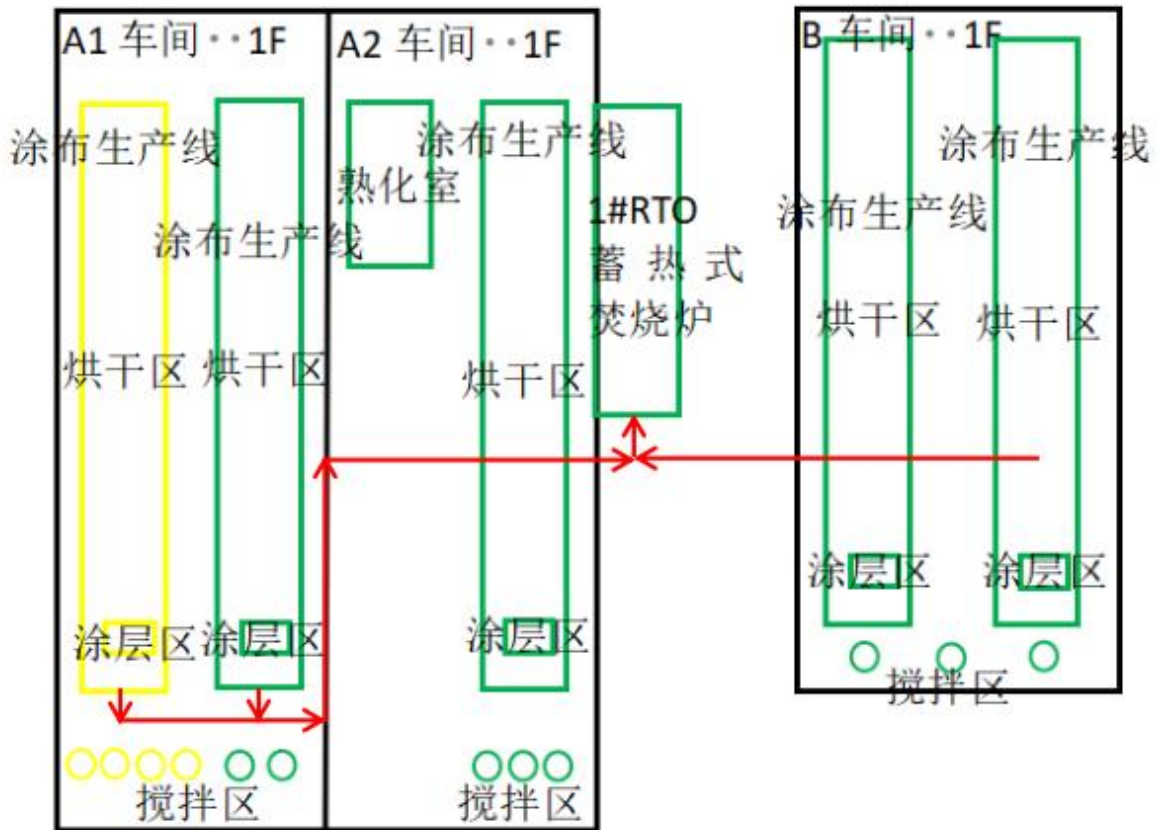 A1 车间··1F
A2 车间··1F
B 车间··1F
涂布生产线
涂布生产线
涂布生产线
涂布生产线
涂布生产线
熟化室
1#RTO
蓄 热 式
焚烧炉
烘干区
烘干区
烘干区
烘干区
烘干区
涂层区
涂层区
涂层区
涂层区
涂层区
搅拌区
搅拌区
搅拌区